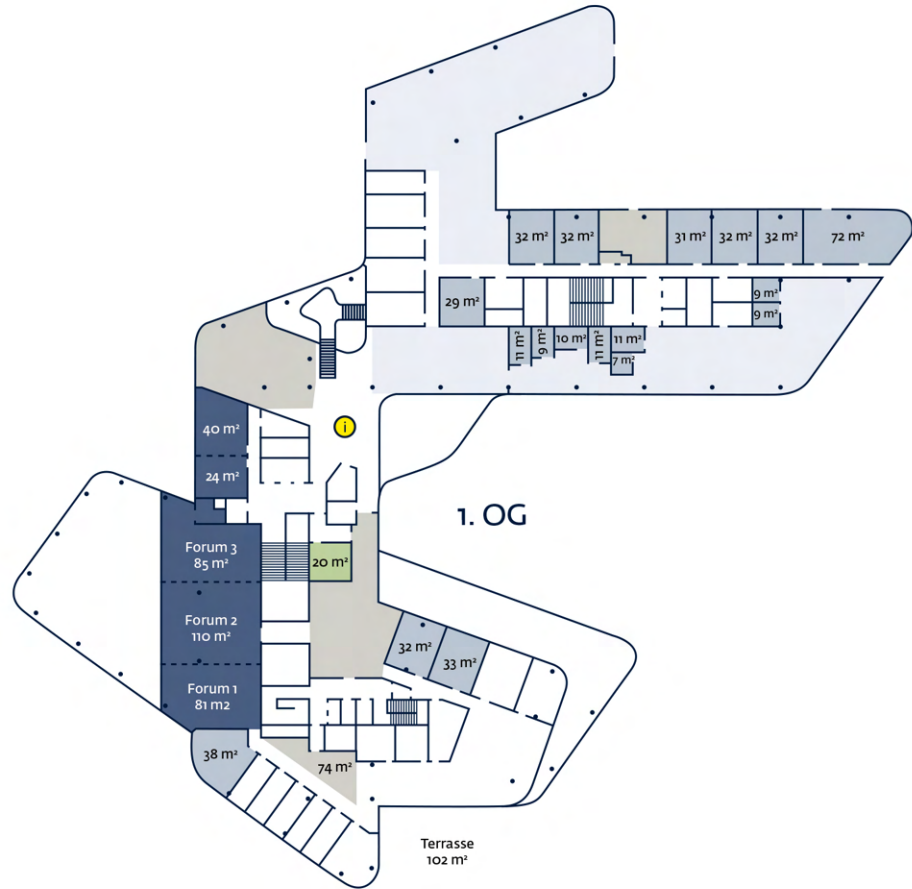 32 m²
32 m²
31 m²
32 m²
32 m²
72 m²
29 m²
9 m²
9 m²
11 m²
9 m²
10 m²
11 m²
11 m²
7 m²
i
40 m²
24 m²
1. OG
Forum 3
85 m²
20 m²
Forum 2
110 m²
32 m²
33 m²
Forum 1
81 m2
38 m²
74 m²
Terrasse
102 m²